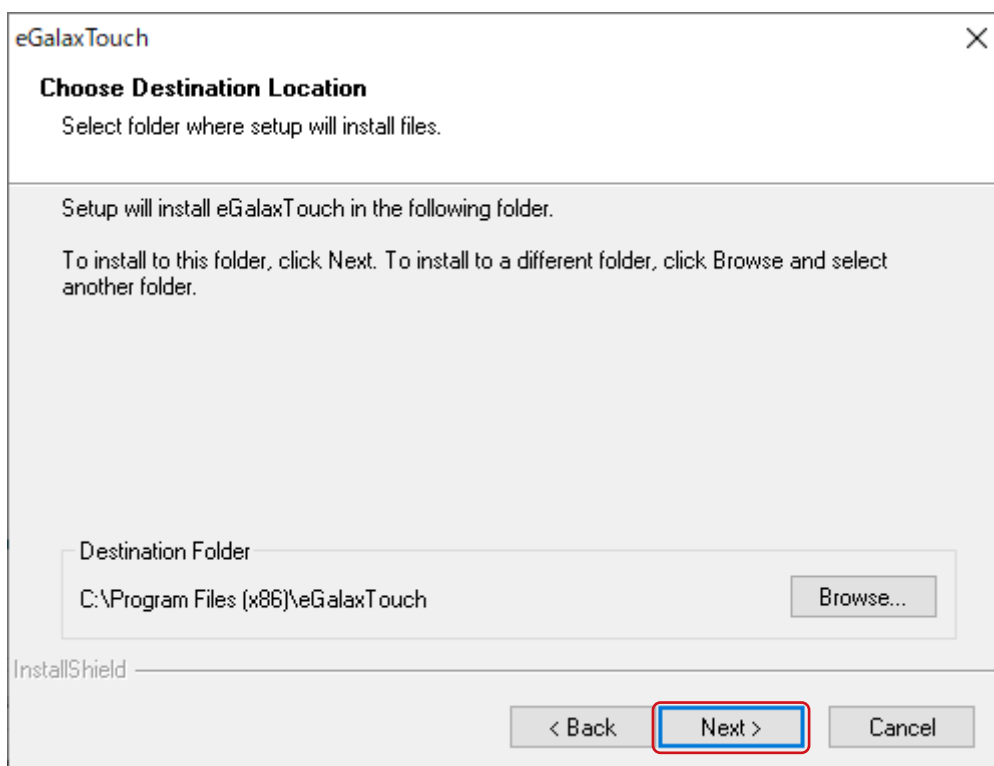 eGalaxTouch
Choose Destination Location
Select folder where setup will install files.
Setup will install eGalaxTouch in the following folder.
To install to this folder, click Next. To install to a different folder, click Browse and select
another folder.
Destination Folder
C:\Program Files (x86)\eGalaxTouch
Browse...
InstallShield
< Back
Next >
Cancel